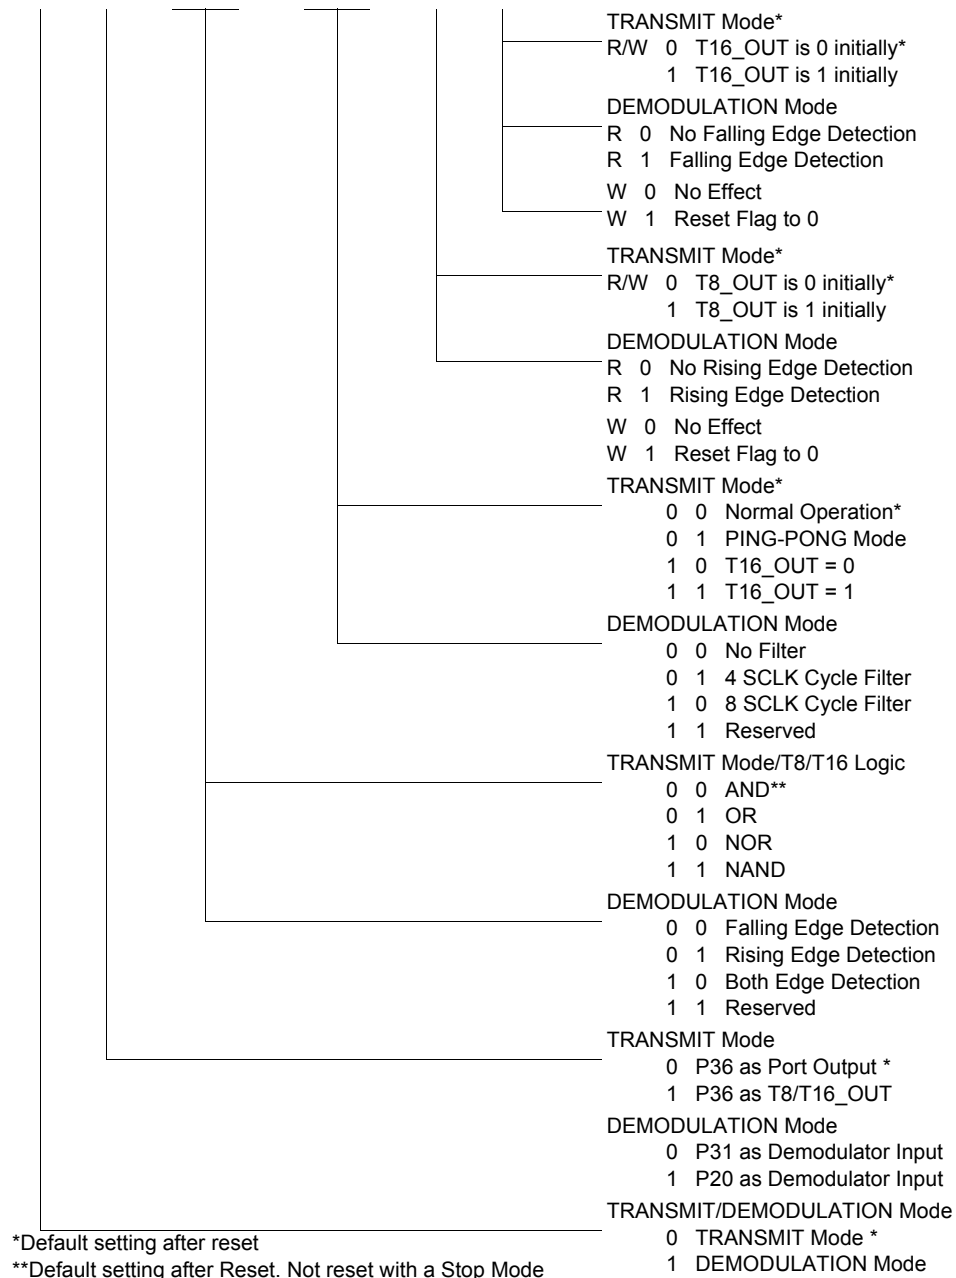 TRANSMIT Mode*
R/W 0 T16_OUT is 0 initially*
1 T16_OUT is 1 initially
DEMODULATION Mode
R 0 No Falling Edge Detection
R 1 Falling Edge Detection
W 0 No Effect
W 1 Reset Flag to 0
TRANSMIT Mode*
R/W 0 T8_OUT is 0 initially*
1 T8_OUT is 1 initially
DEMODULATION Mode
R 0 No Rising Edge Detection
R 1 Rising Edge Detection
W 0 No Effect
W 1 Reset Flag to 0
TRANSMIT Mode*
0 0 Normal Operation*
0 1 PING-PONG Mode
1 0 T16_OUT = 0
1 1 T16_OUT = 1
DEMODULATION Mode
0 0 No Filter
0 1 4 SCLK Cycle Filter
1 0 8 SCLK Cycle Filter
1 1 Reserved
TRANSMIT Mode/T8/T16 Logic
0 0 AND**
0 1 OR
1 0 NOR
1 1 NAND
DEMODULATION Mode
0 0 Falling Edge Detection
0 1 Rising Edge Detection
1 0 Both Edge Detection
1 1 Reserved
TRANSMIT Mode
0 P36 as Port Output *
1 P36 as T8/T16_OUT
DEMODULATION Mode
0 P31 as Demodulator Input
1 P20 as Demodulator Input
TRANSMIT/DEMODULATION Mode
0 TRANSMIT Mode *
1 DEMODULATION Mode
*Default setting after reset
**Default setting after Reset. Not reset with a Stop Mode